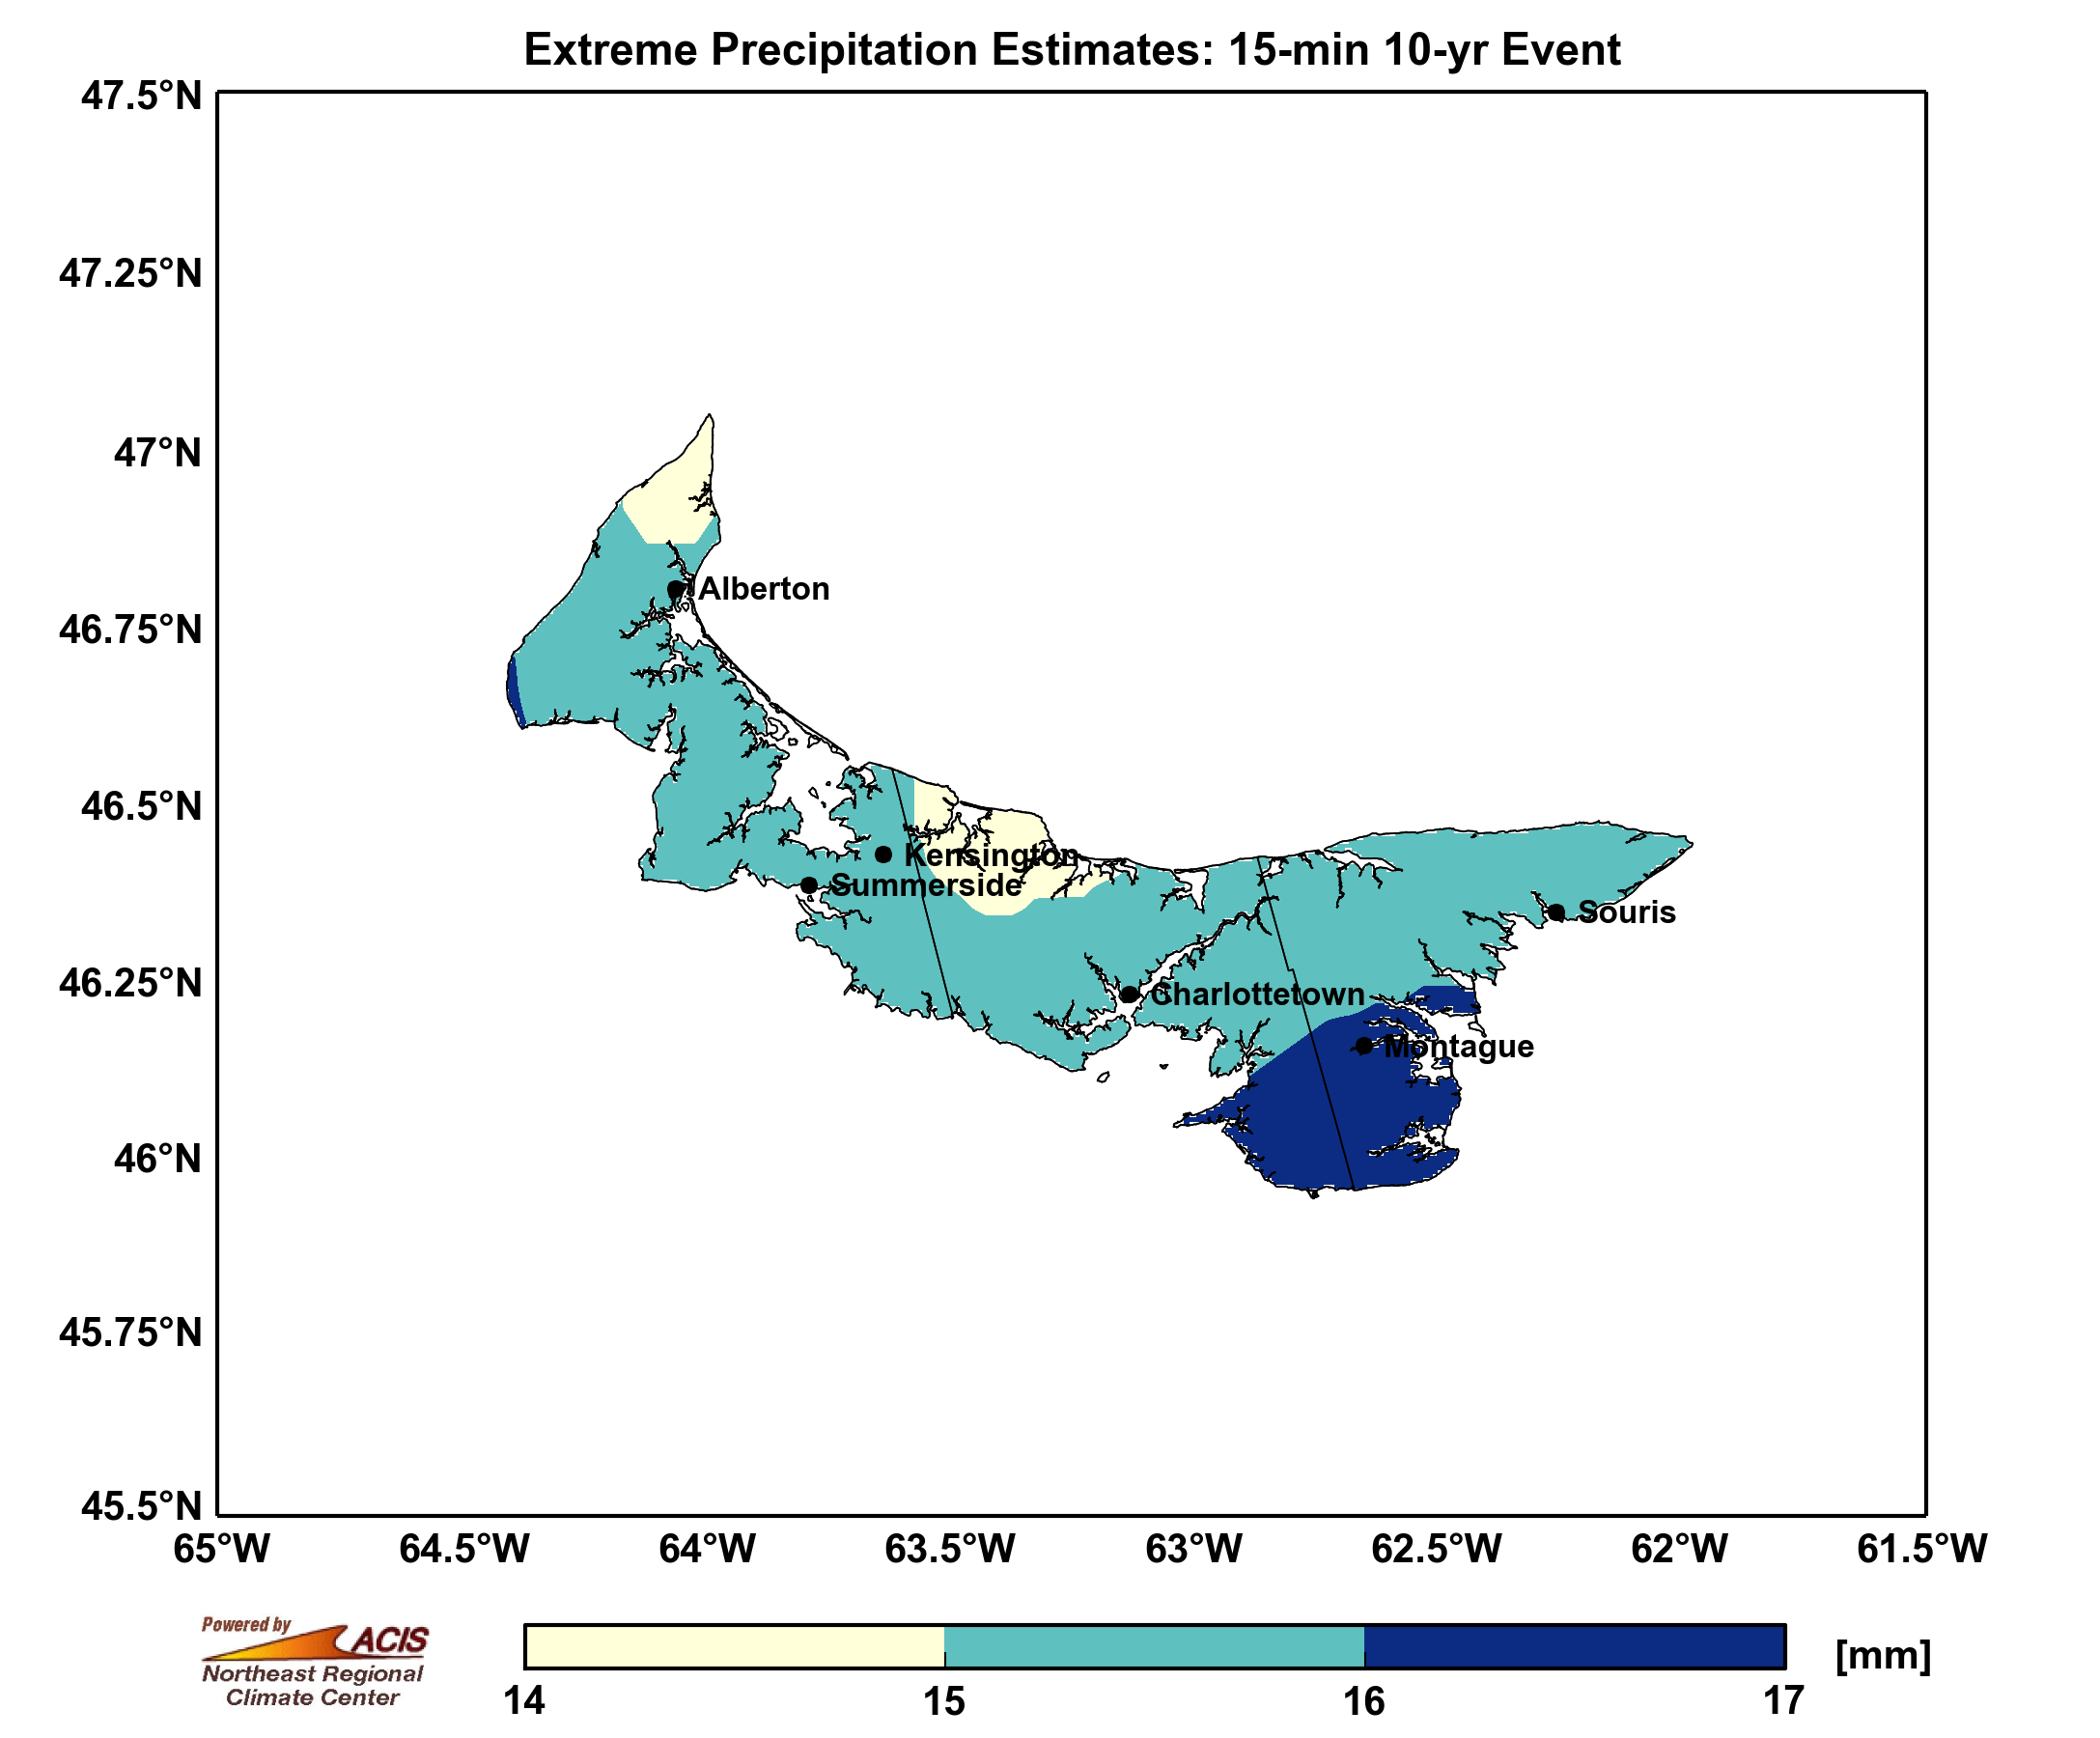 Extreme Precipitation Estimates: 15-min 10-yr Event
47.5°N
47.25°N
47°N
46.75°N
46.5°N
46.25°N
46°N
45.75°N
45.5°N
Alberton
Kensington
Summerside
Souris
Charlottetown
Montague
65°W 64.5°W 64°W 63.5°W 63°W 62.5°W 62°W 61.5°W
Powered by
ACIS
Northeast Regional
Climate Center
[mm]
14 15 16 17